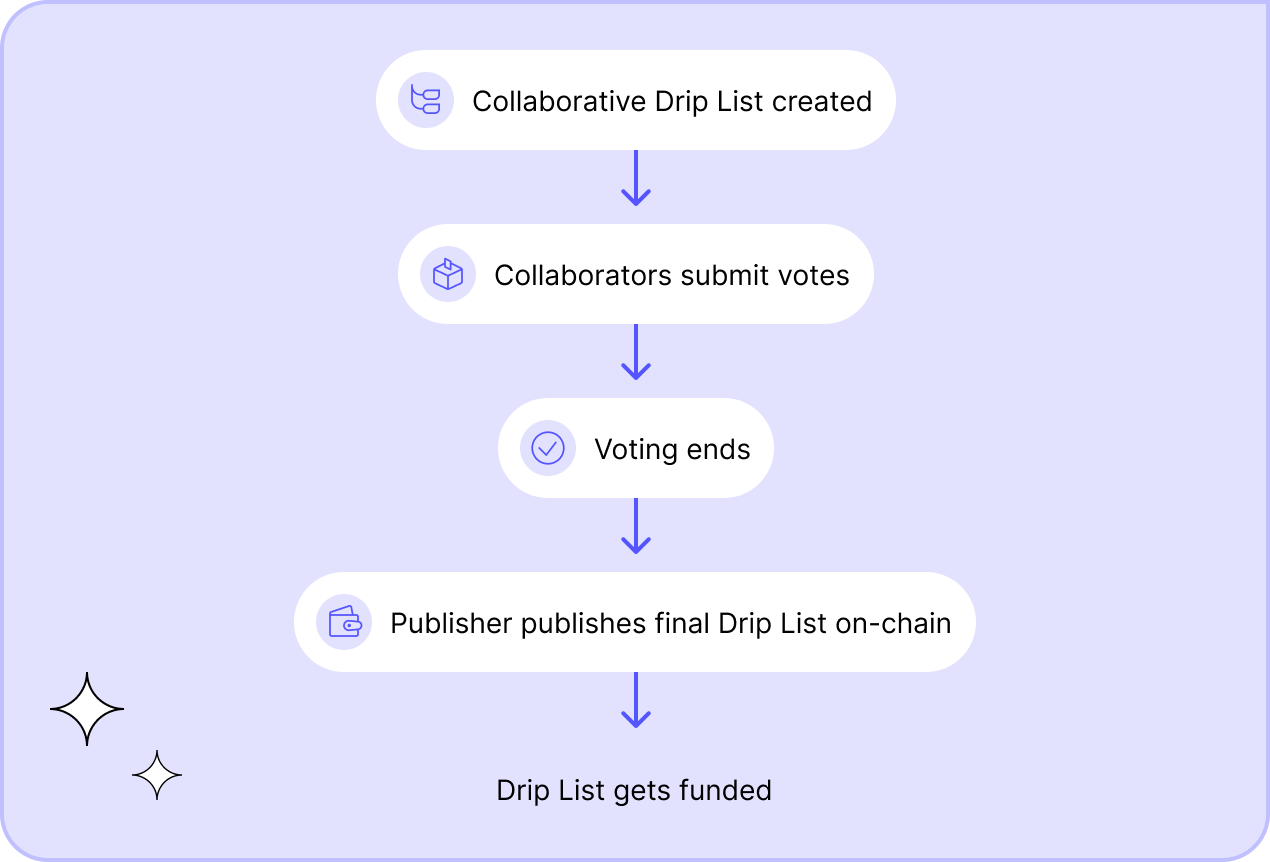 Collaborative Drip List created
Collaborators submit votes
Voting ends
Publisher publishes final Drip List on-chain
Drip List gets funded